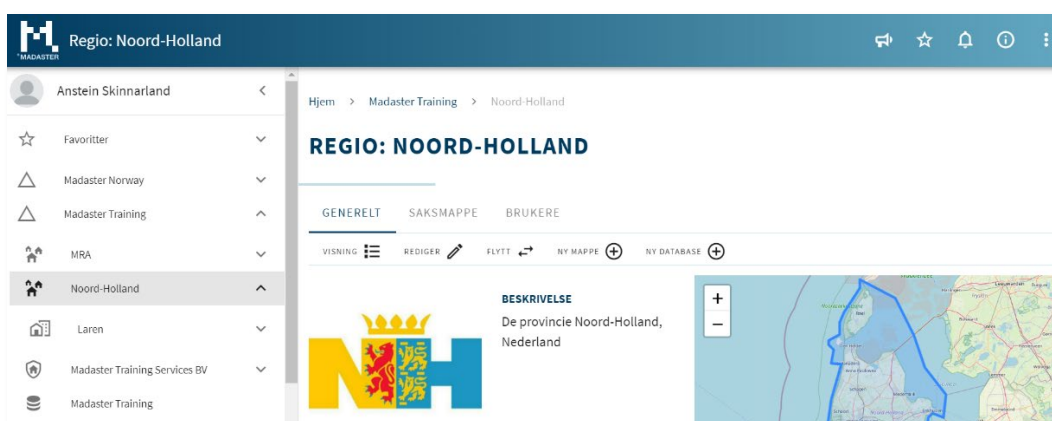 MADASTER
Regio: Noord-Holland
Anstein Skinnarland
Favoritter
Madaster Norway
Madaster Training
MRA
Noord-Holland
Laren
Madaster Training Services BV
Madaster Training
Hjem > Madaster Training > Noord-Holland
REGIO: NOORD-HOLLAND
GENERELT SAKSMAPPE BRUKERE
VISNING REDIGER FLYTT NY MAPPE NY DATABASE
BESKRIVELSE
De provincie Noord-Holland,
Nederland
+
−